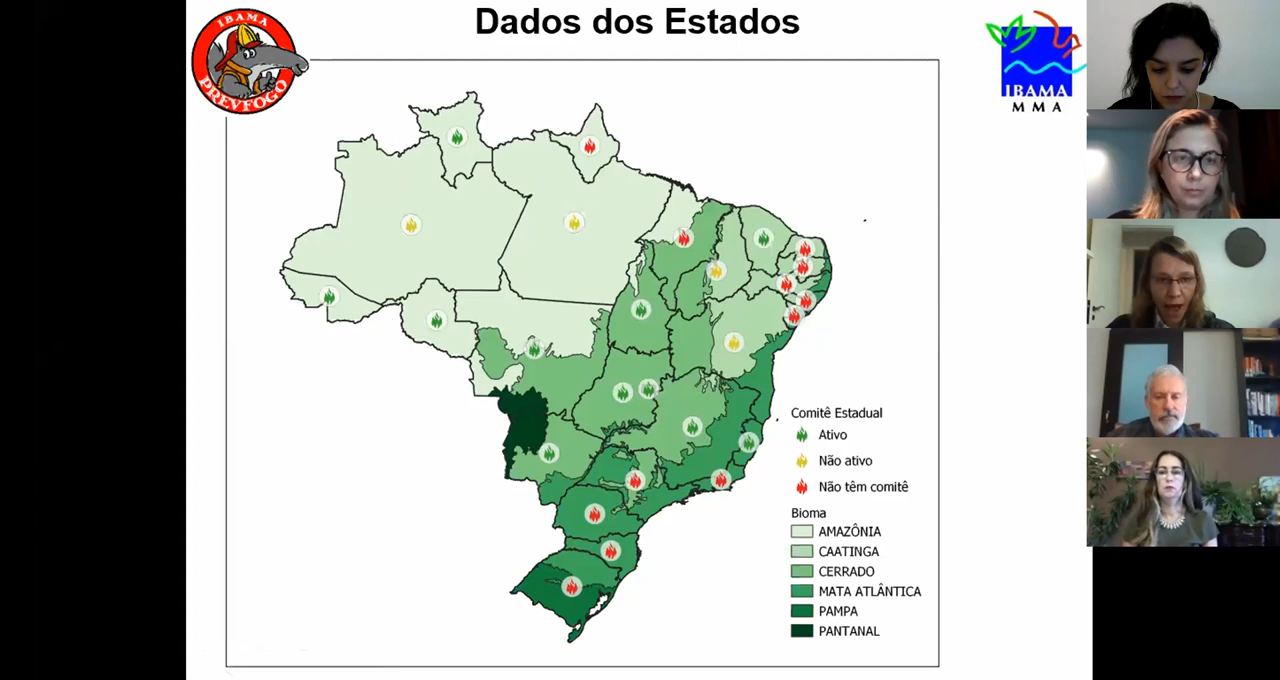 Dados dos Estados
IBAMA
PREVFOGO
IBAMA
MMA
Comitê Estadual
Ativo
Não ativo
Não têm comitê
Bioma
AMAZÔNIA
CAATINGA
CERRADO
MATA ATLÂNTICA
PAMPA
PANTANAL